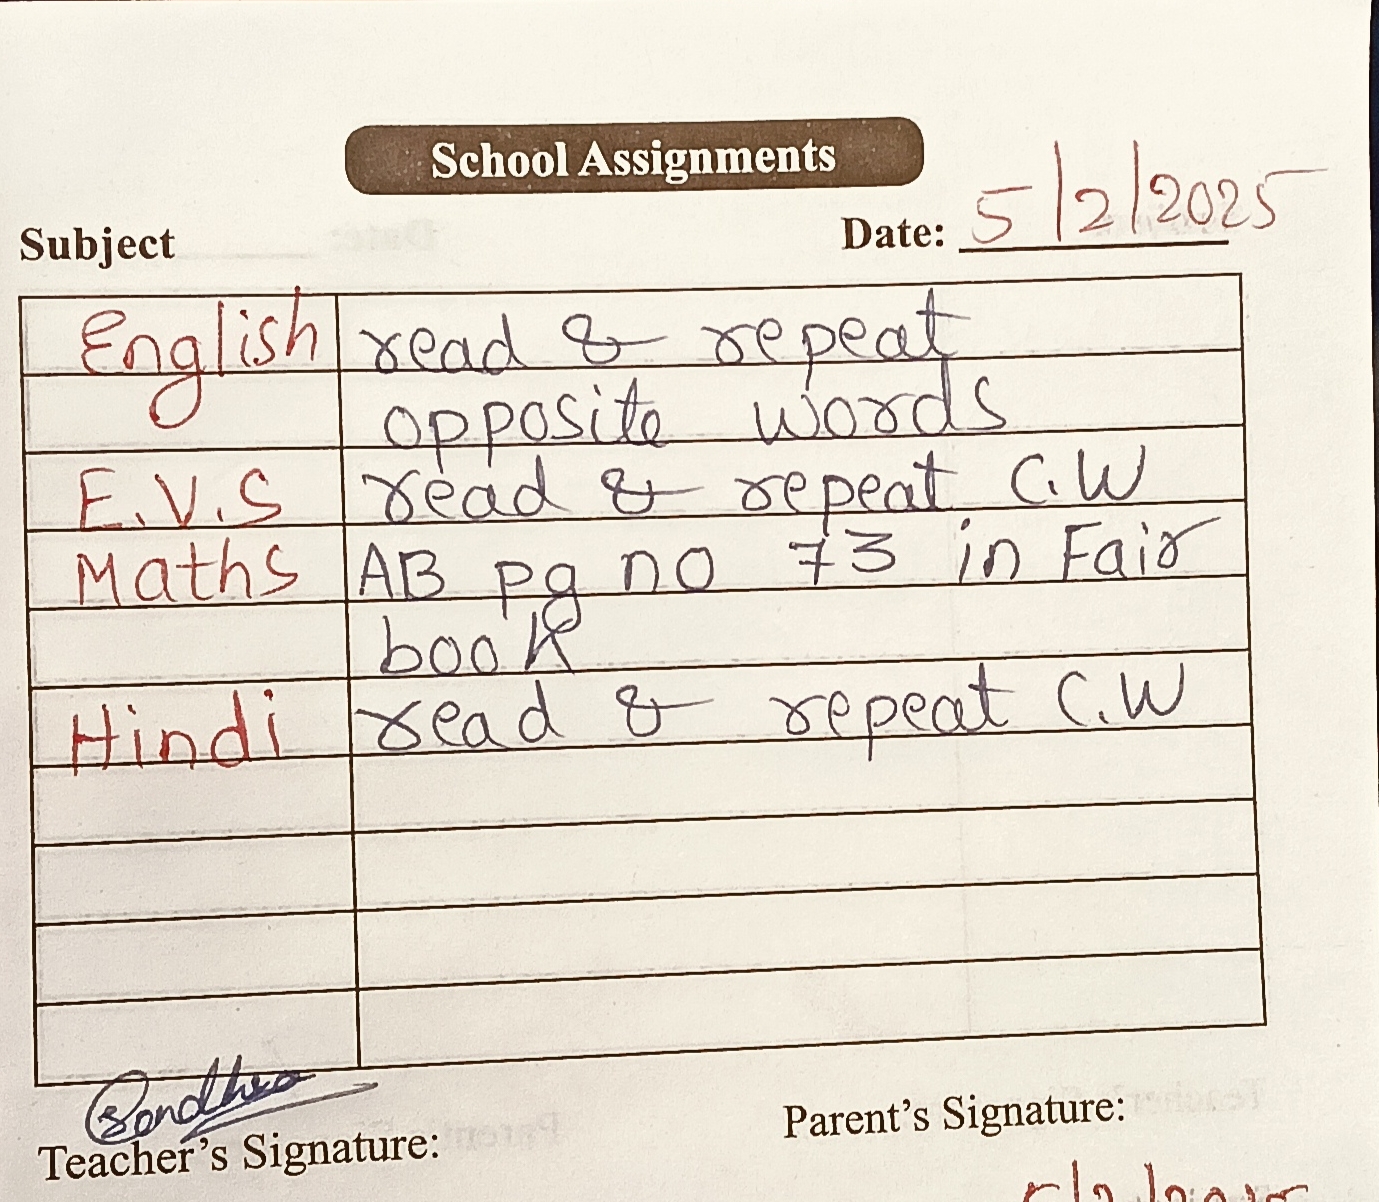 School Assignments
Subject Date: 5/2/2025
English read & repeat
opposite words
E.V.S read & repeat C.W
Maths AB pg no 73 in Fair
book
Hindi read & repeat C.W
Teacher's Signature:
Parent's Signature: